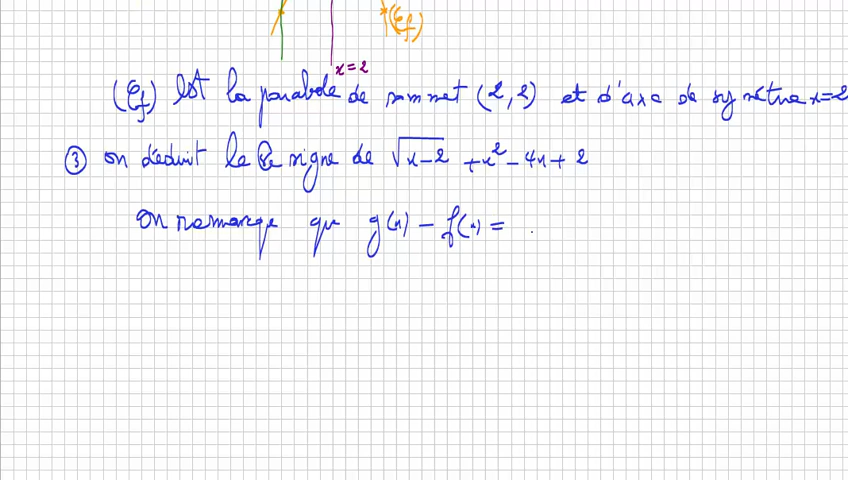 (𝒞f)
x=2
(𝒞f) est la parabole de sommet (2,2) et d'axe de symétrie x=2
③ on déduit le signe de √(x-2) + x² - 4x + 2
On remarque que g(x) - f(x) =